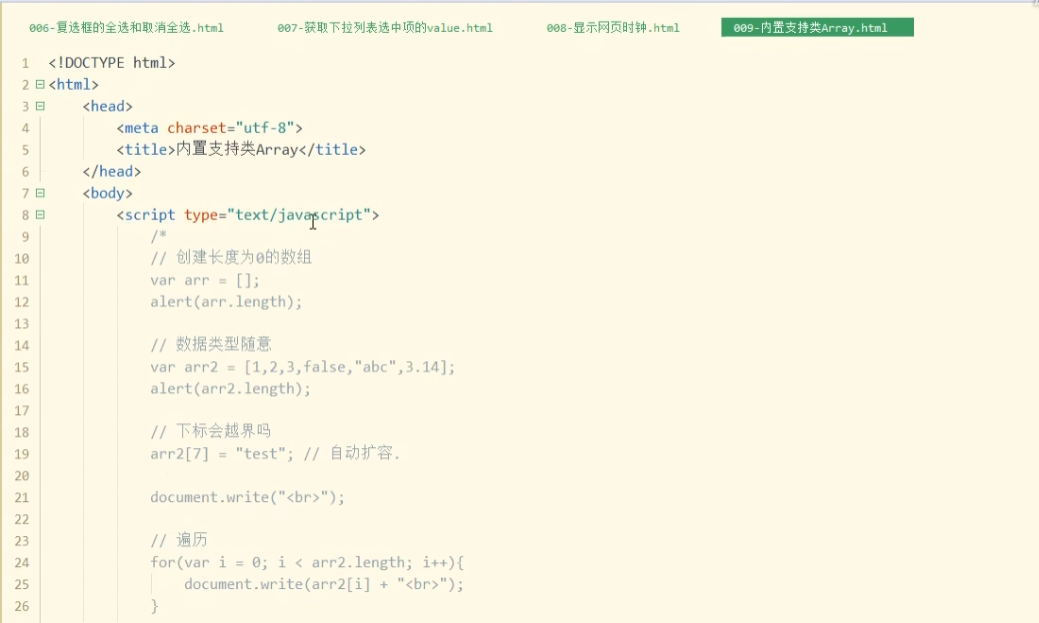 006-复选框的全选和取消全选.html 007-获取下拉列表选中项的value.html 008-显示网页时钟.html 009-内置支持类Array.html
1 <!DOCTYPE html>
2 <html>
3 <head>
4 <meta charset="utf-8">
5 <title>内置支持类Array</title>
6 </head>
7 <body>
8 <script type="text/javascript">
9 /*
10 // 创建长度为0的数组
11 var arr = [];
12 alert(arr.length);
13
14 // 数据类型随意
15 var arr2 = [1,2,3,false,"abc",3.14];
16 alert(arr2.length);
17
18 // 下标会越界吗
19 arr2[7] = "test"; // 自动扩容.
20
21 document.write("<br>");
22
23 // 遍历
24 for(var i = 0; i < arr2.length; i++){
25 document.write(arr2[i] + "<br>");
26 }